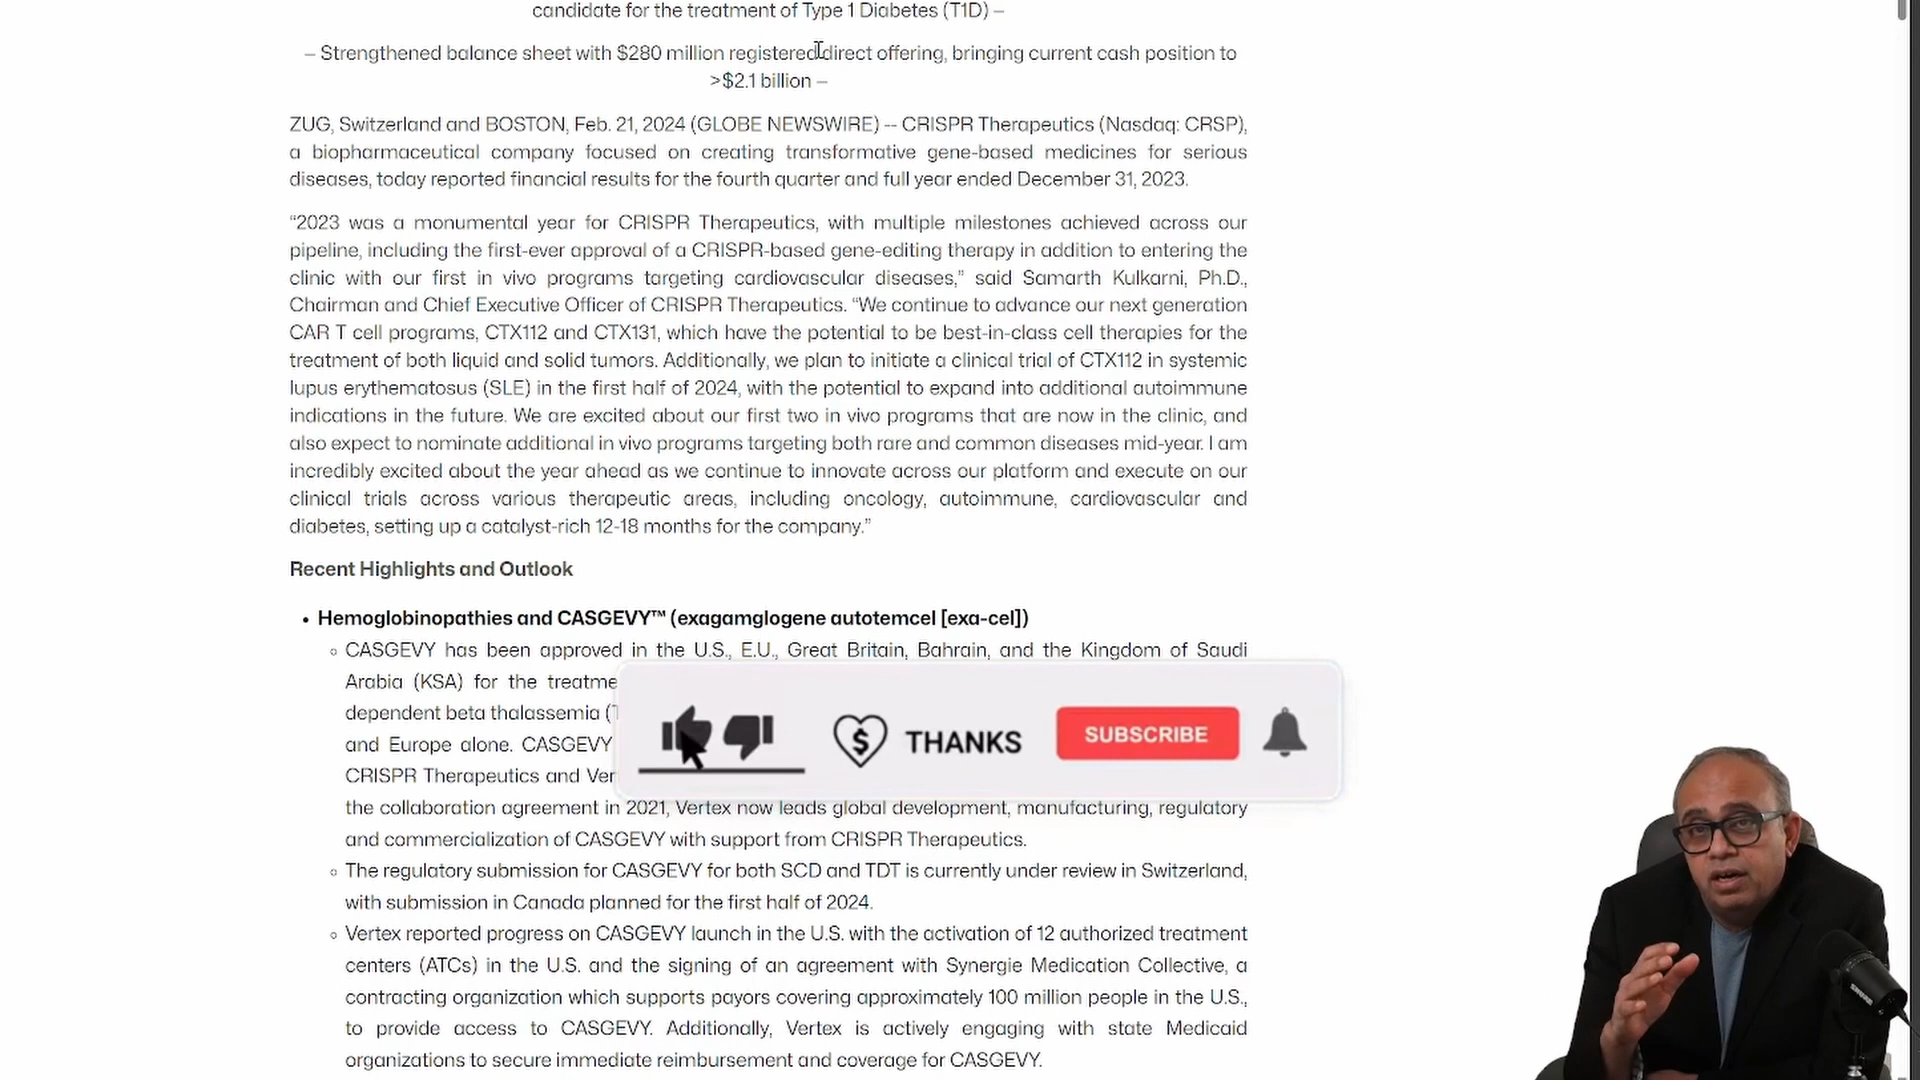 candidate for the treatment of Type 1 Diabetes (T1D) –
– Strengthened balance sheet with $280 million registered direct offering, bringing current cash position to
>$2.1 billion –
ZUG, Switzerland and BOSTON, Feb. 21, 2024 (GLOBE NEWSWIRE) -- CRISPR Therapeutics (Nasdaq: CRSP),
a biopharmaceutical company focused on creating transformative gene-based medicines for serious
diseases, today reported financial results for the fourth quarter and full year ended December 31, 2023.
“2023 was a monumental year for CRISPR Therapeutics, with multiple milestones achieved across our
pipeline, including the first-ever approval of a CRISPR-based gene-editing therapy in addition to entering the
clinic with our first in vivo programs targeting cardiovascular diseases,” said Samarth Kulkarni, Ph.D.,
Chairman and Chief Executive Officer of CRISPR Therapeutics. “We continue to advance our next generation
CAR T cell programs, CTX112 and CTX131, which have the potential to be best-in-class cell therapies for the
treatment of both liquid and solid tumors. Additionally, we plan to initiate a clinical trial of CTX112 in systemic
lupus erythematosus (SLE) in the first half of 2024, with the potential to expand into additional autoimmune
indications in the future. We are excited about our first two in vivo programs that are now in the clinic, and
also expect to nominate additional in vivo programs targeting both rare and common diseases mid-year. I am
incredibly excited about the year ahead as we continue to innovate across our platform and execute on our
clinical trials across various therapeutic areas, including oncology, autoimmune, cardiovascular and
diabetes, setting up a catalyst-rich 12-18 months for the company.”
Recent Highlights and Outlook
• Hemoglobinopathies and CASGEVY™ (exagamglogene autotemcel [exa-cel])
○ CASGEVY has been approved in the U.S., E.U., Great Britain, Bahrain, and the Kingdom of Saudi
Arabia (KSA) for the treatme
dependent beta thalassemia (T
and Europe alone. CASGEVY
CRISPR Therapeutics and Ver
THANKS
SUBSCRIBE
the collaboration agreement in 2021, Vertex now leads global development, manufacturing, regulatory
and commercialization of CASGEVY with support from CRISPR Therapeutics.
○ The regulatory submission for CASGEVY for both SCD and TDT is currently under review in Switzerland,
with submission in Canada planned for the first half of 2024.
○ Vertex reported progress on CASGEVY launch in the U.S. with the activation of 12 authorized treatment
centers (ATCs) in the U.S. and the signing of an agreement with Synergie Medication Collective, a
contracting organization which supports payors covering approximately 100 million people in the U.S.,
to provide access to CASGEVY. Additionally, Vertex is actively engaging with state Medicaid
organizations to secure immediate reimbursement and coverage for CASGEVY.
SHURE